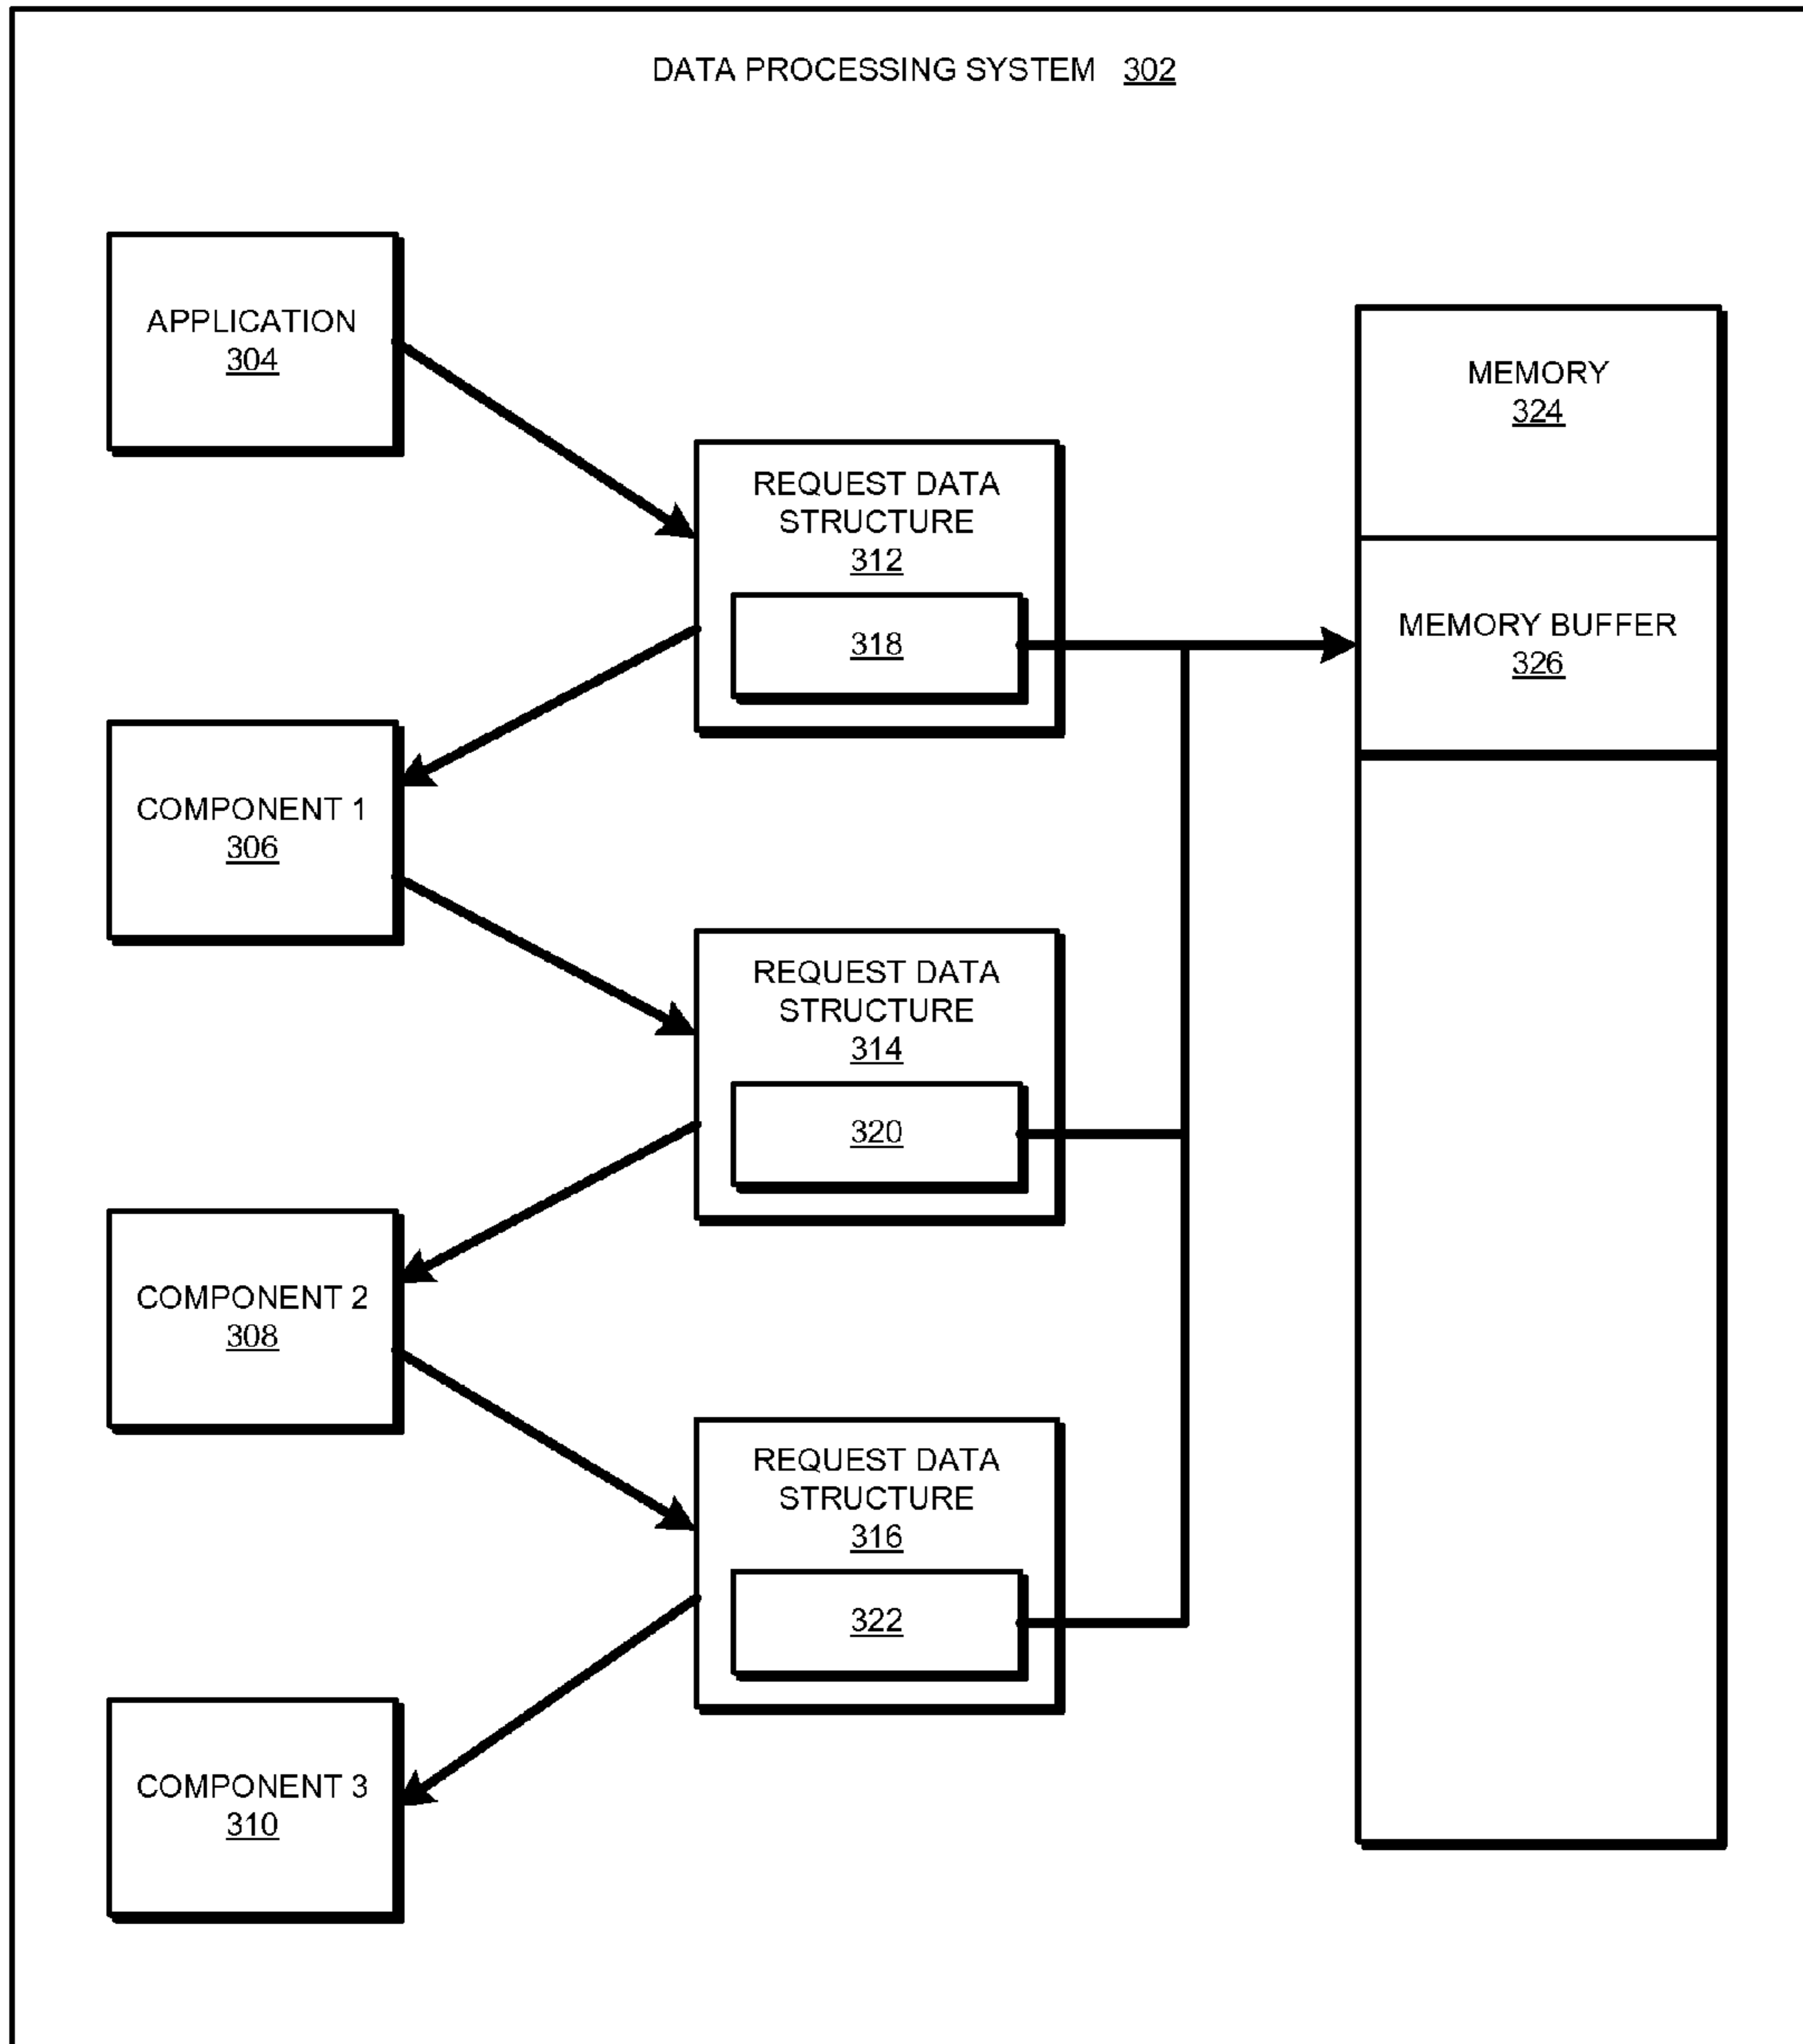 DATA PROCESSING SYSTEM 302
APPLICATION
304
MEMORY
324
REQUEST DATA
STRUCTURE
312
318
MEMORY BUFFER
326
COMPONENT 1
306
REQUEST DATA
STRUCTURE
314
320
COMPONENT 2
308
REQUEST DATA
STRUCTURE
316
322
COMPONENT 3
310